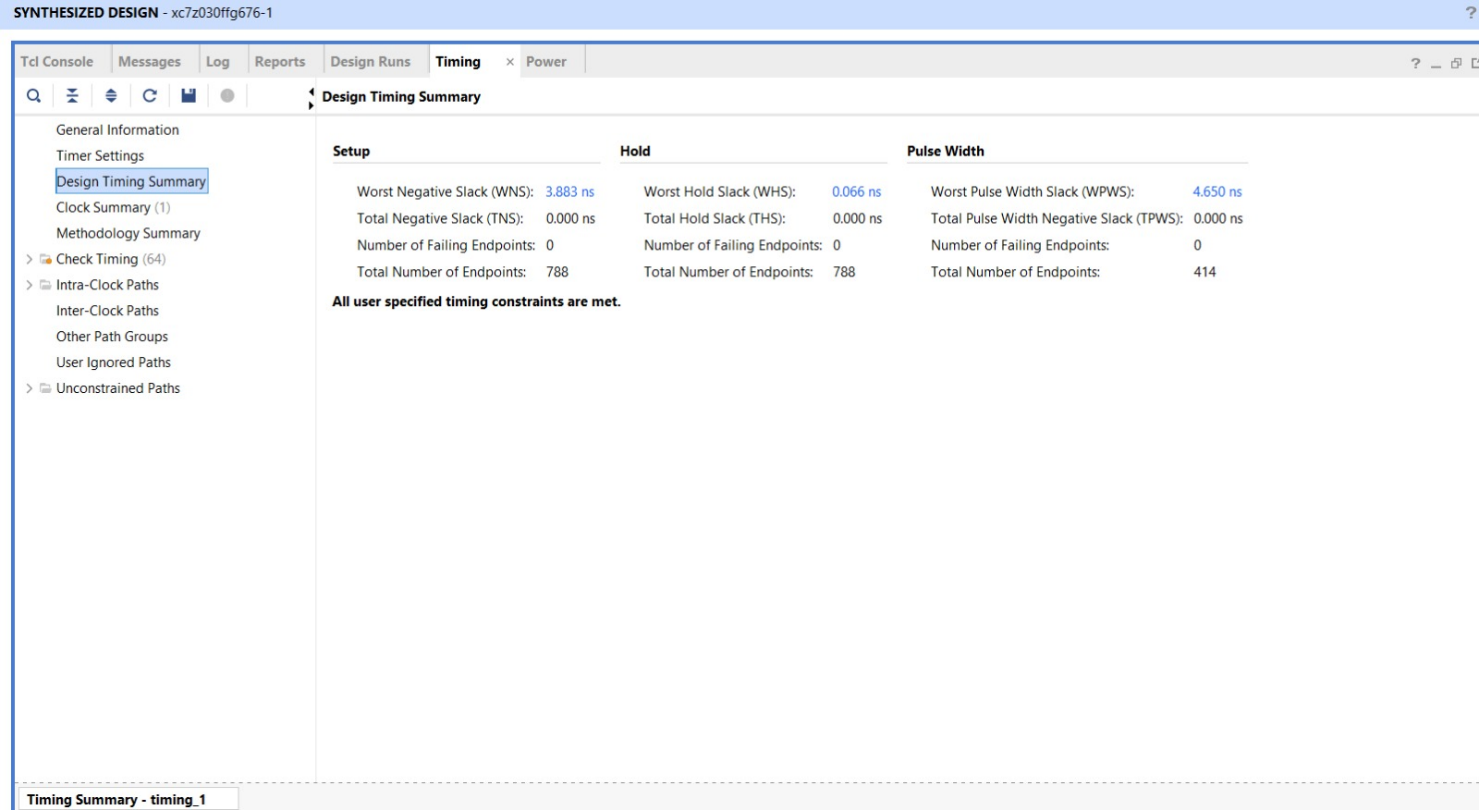 SYNTHESIZED DESIGN - xc7z030ffg676-1 ?
Tcl Console Messages Log Reports Design Runs Timing × Power ? _
Design Timing Summary
General Information
Timer Settings
Design Timing Summary
Clock Summary (1)
Methodology Summary
> Check Timing (64)
> Intra-Clock Paths
Inter-Clock Paths
Other Path Groups
User Ignored Paths
> Unconstrained Paths
Setup
Worst Negative Slack (WNS): 3.883 ns
Total Negative Slack (TNS): 0.000 ns
Number of Failing Endpoints: 0
Total Number of Endpoints: 788
Hold
Worst Hold Slack (WHS): 0.066 ns
Total Hold Slack (THS): 0.000 ns
Number of Failing Endpoints: 0
Total Number of Endpoints: 788
Pulse Width
Worst Pulse Width Slack (WPWS): 4.650 ns
Total Pulse Width Negative Slack (TPWS): 0.000 ns
Number of Failing Endpoints: 0
Total Number of Endpoints: 414
All user specified timing constraints are met.
Timing Summary - timing_1